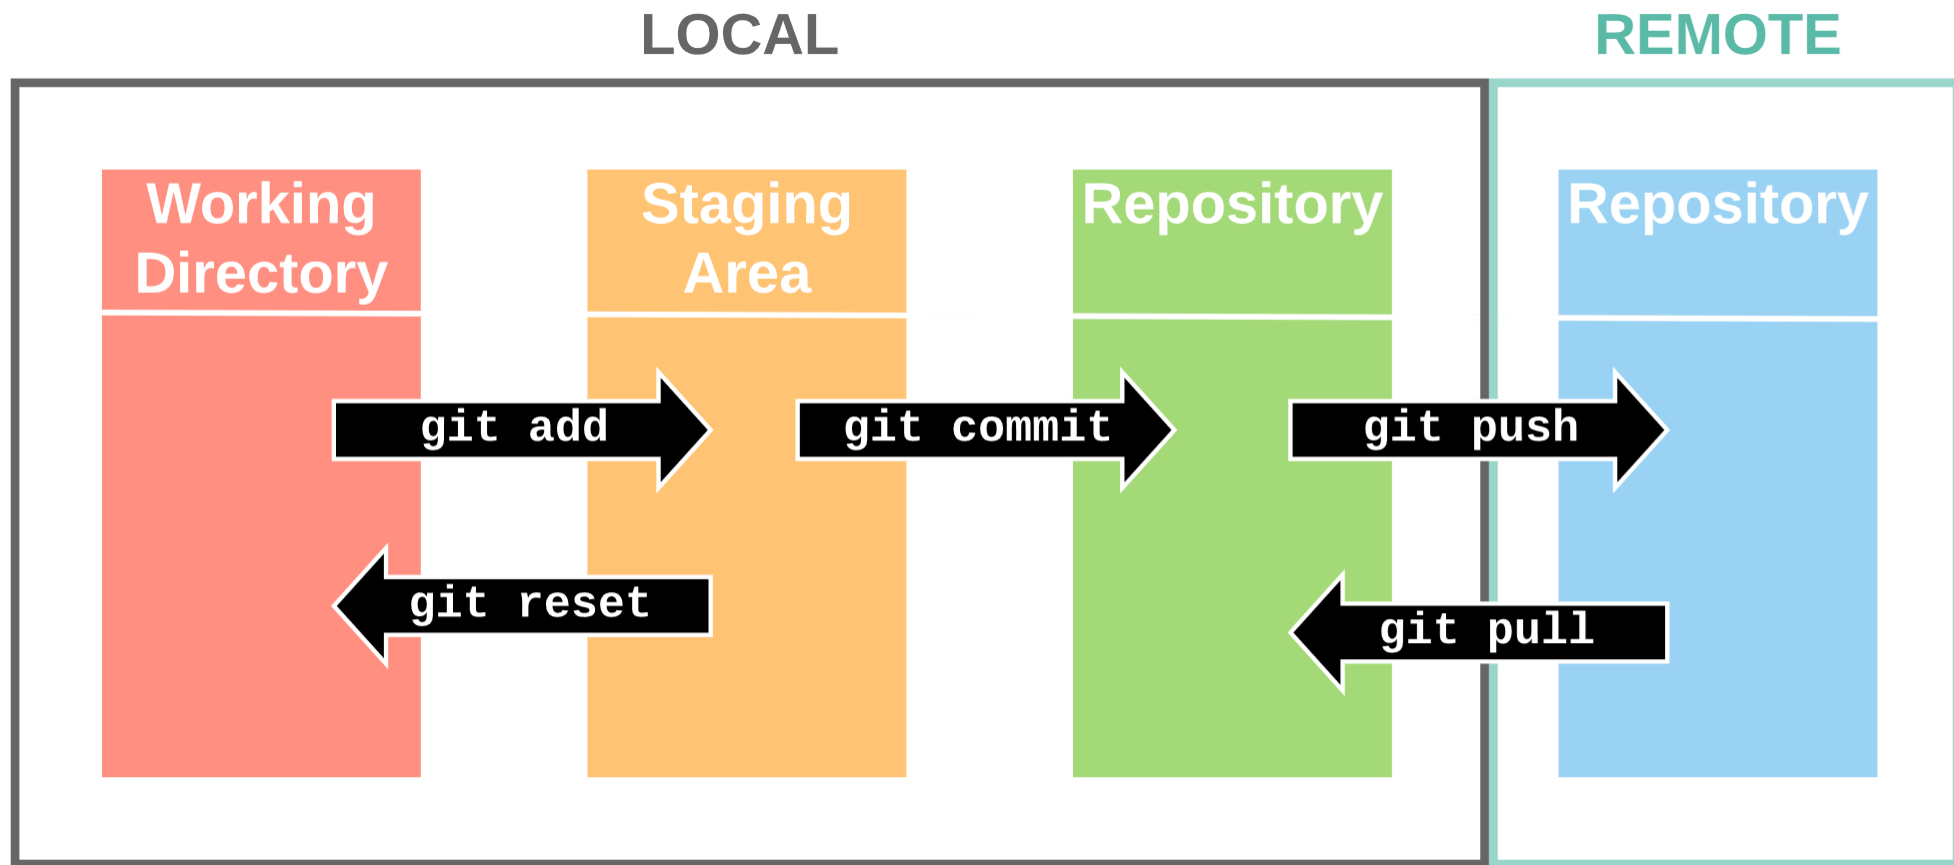 LOCAL
REMOTE
Working
Directory
Staging
Area
Repository
Repository
git add
git commit
git push
git reset
git pull